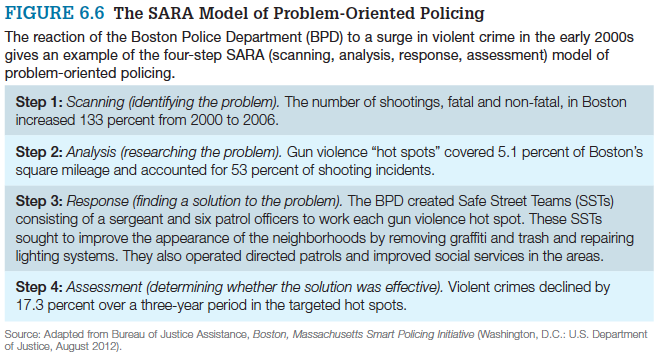 FIGURE 6.6 The SARA Model of Problem-Oriented Policing
The reaction of the Boston Police Department (BPD) to a surge in violent crime in the early 2000s
gives an example of the four-step SARA (scanning, analysis, response, assessment) model of
problem-oriented policing.
Step 1: Scanning (identifying the problem). The number of shootings, fatal and non-fatal, in Boston
increased 133 percent from 2000 to 2006.
Step 2: Analysis (researching the problem). Gun violence “hot spots” covered 5.1 percent of Boston’s
square mileage and accounted for 53 percent of shooting incidents.
Step 3: Response (finding a solution to the problem). The BPD created Safe Street Teams (SSTs)
consisting of a sergeant and six patrol officers to work each gun violence hot spot. These SSTs
sought to improve the appearance of the neighborhoods by removing graffiti and trash and repairing
lighting systems. They also operated directed patrols and improved social services in the areas.
Step 4: Assessment (determining whether the solution was effective). Violent crimes declined by
17.3 percent over a three-year period in the targeted hot spots.
Source: Adapted from Bureau of Justice Assistance, Boston, Massachusetts Smart Policing Initiative (Washington, D.C.: U.S. Department
of Justice, August 2012).